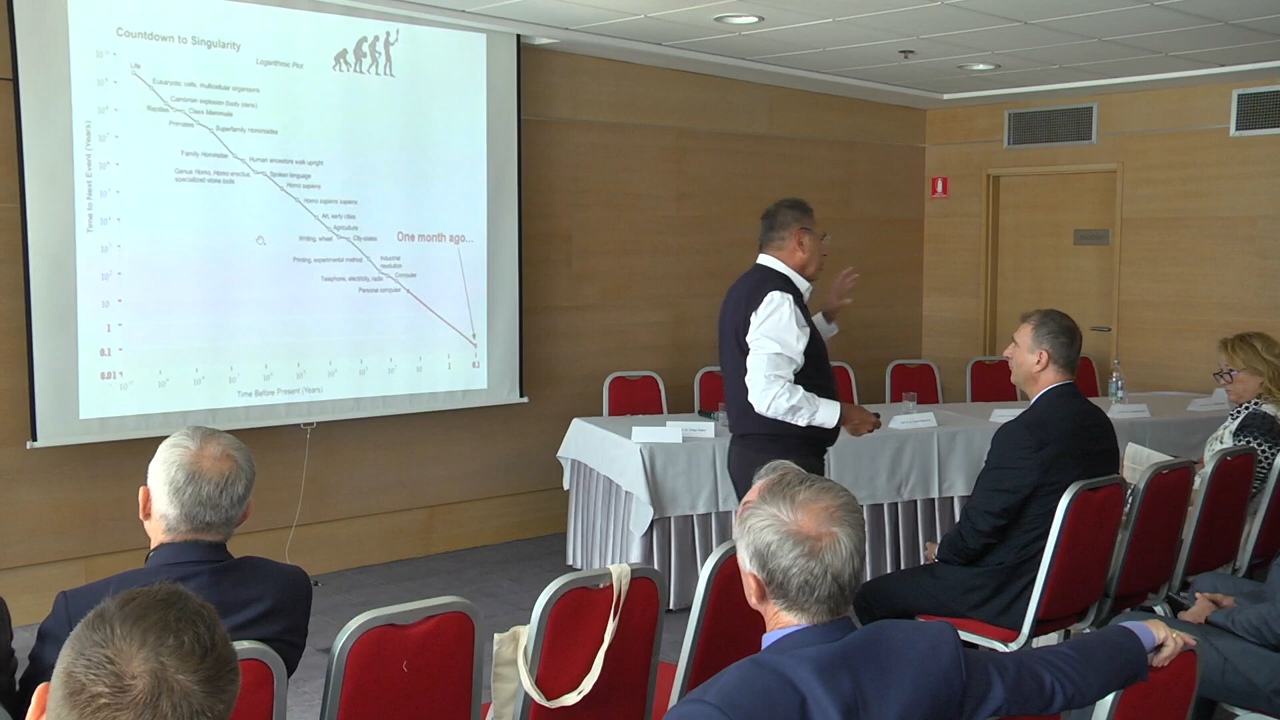 Countdown to Singularity
Logarithmic Plot
Life
Eukaryotic cells, multicellular organisms
Cambrian explosion (body plans)
Reptiles
Class Mammalia
Primates
Superfamily Hominoidea
Family Hominidae
Human ancestors walk upright
Genus Homo, Homo erectus,
specialized stone tools
Spoken language
Homo sapiens
Homo sapiens sapiens
Art, early cities
Agriculture
Writing, wheel
City-states
One month ago...
Printing, experimental method
Industrial
revolution
Telephone, electricity, radio
Computer
Personal computer
Time to Next Event (Years)
10
1
0.1
0.01
10
1
0.1
Time Before Present (Years)